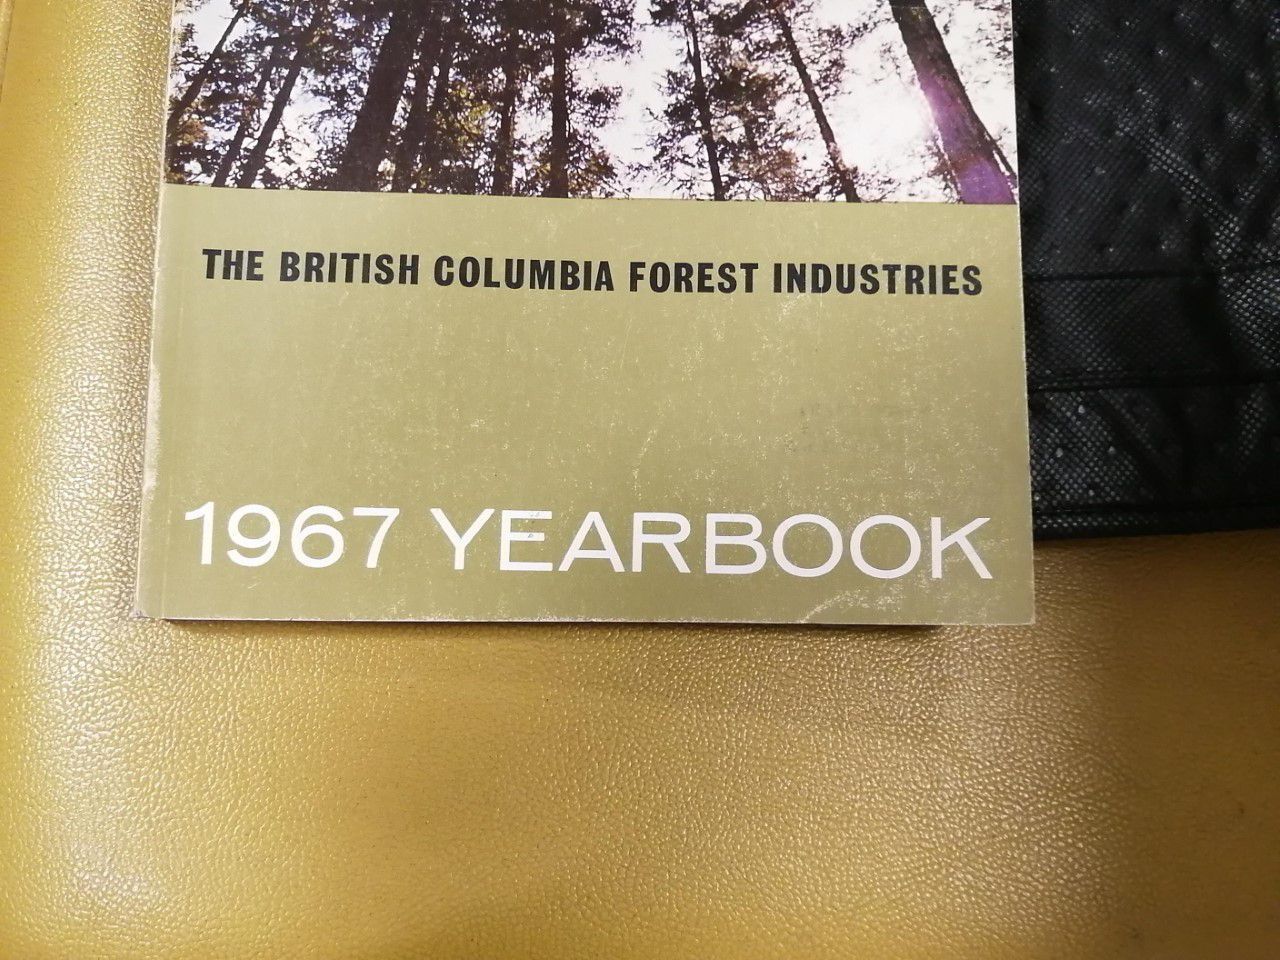 THE BRITISH COLUMBIA FOREST INDUSTRIES
1967 YEARBOOK